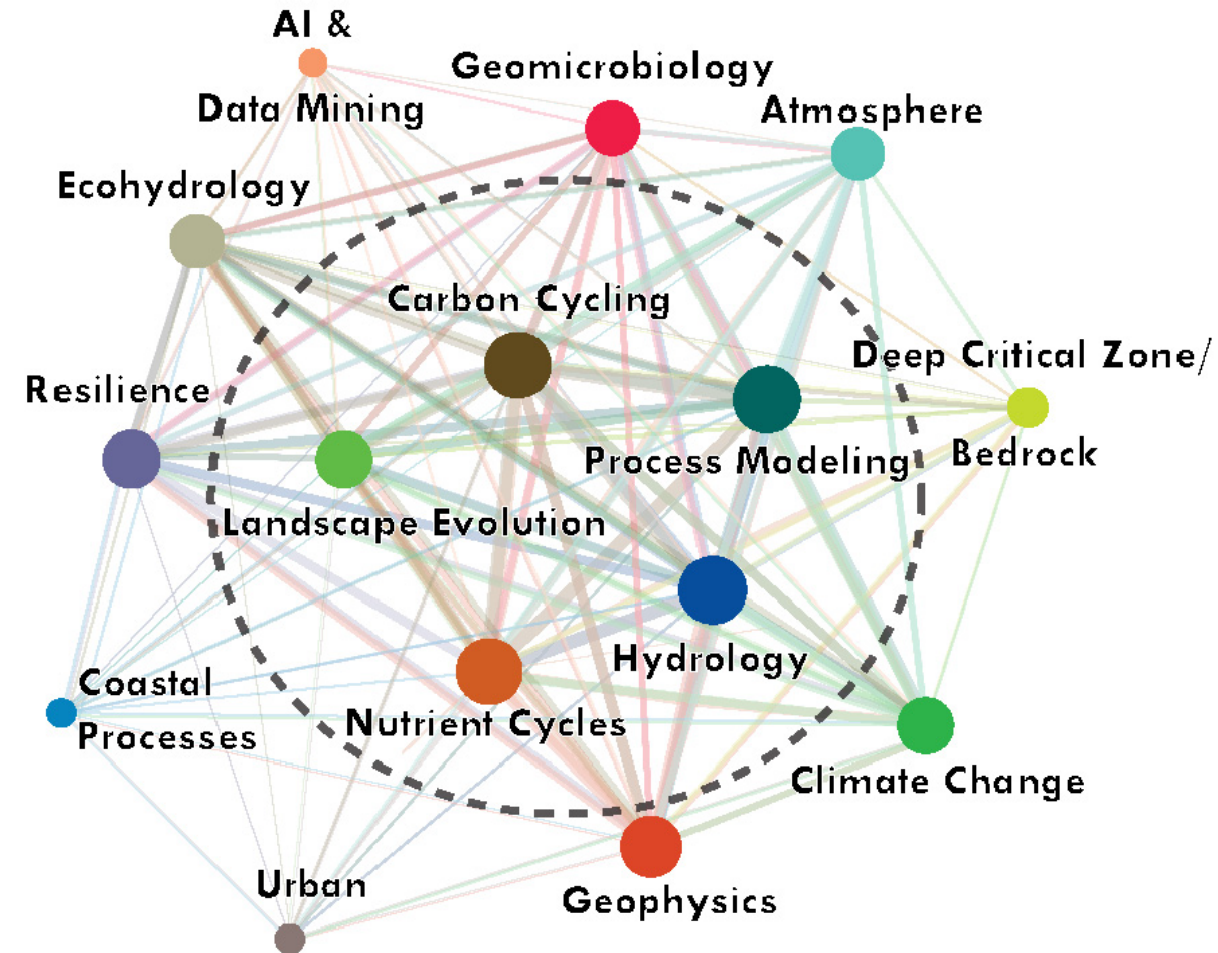 AI &
Data Mining
Geomicrobiology
Atmosphere
Ecohydrology
Carbon Cycling
Deep Critical Zone/
Bedrock
Resilience
Process Modeling
Landscape Evolution
Hydrology
Coastal
Processes
Nutrient Cycles
Climate Change
Urban
Geophysics